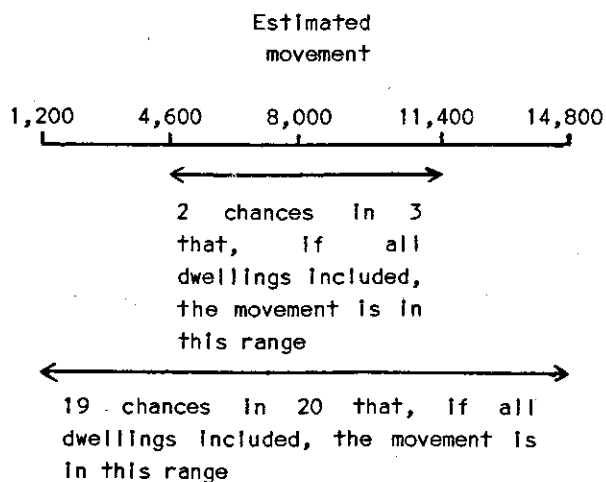 Estimated
movement
1,200 4,600 8,000 11,400 14,800
2 chances in 3
that, if all
dwellings included,
the movement is in
this range
19 chances in 20 that, if all
dwellings included, the movement is
in this range